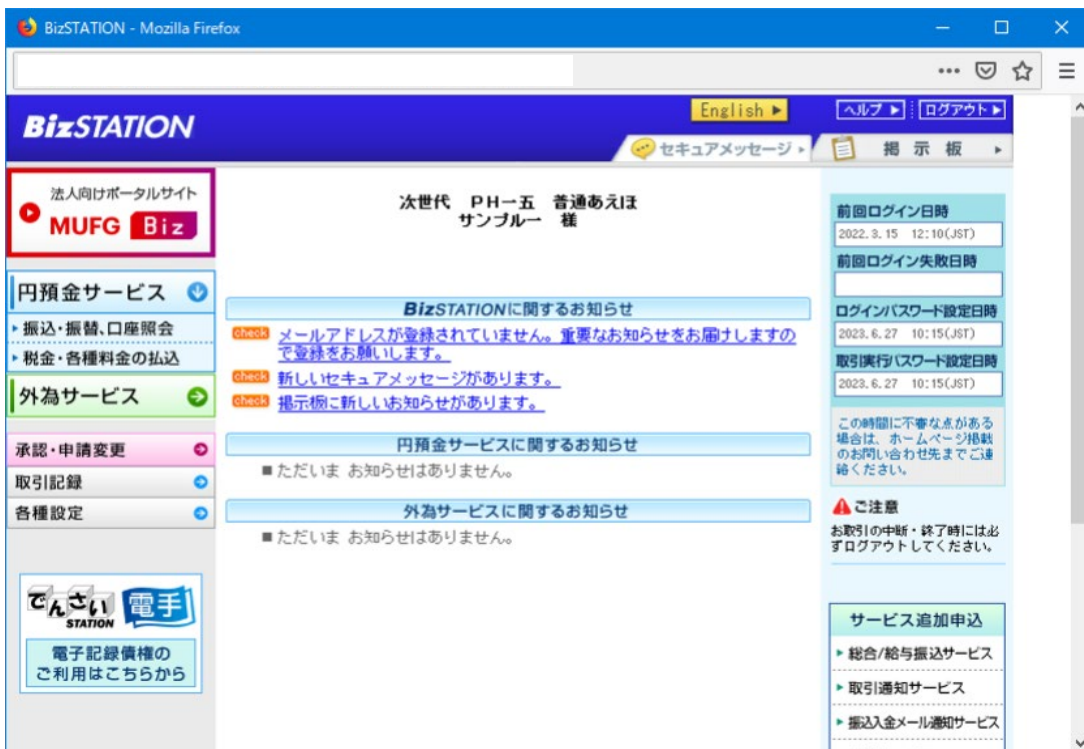 BizSTATION - Mozilla Firefox
BizSTATION
English
ヘルプ
ログアウト
セキュアメッセージ
掲示板
法人向けポータルサイト
MUFG Biz
円預金サービス
振込・振替、口座照会
税金・各種料金の払込
外為サービス
承認・申請変更
取引記録
各種設定
でんさい STATION 電手
電子記録債権の
ご利用はこちらから
次世代 PH一五 普通あえほ
サンブルー 様
BizSTATIONに関するお知らせ
check メールアドレスが登録されていません。重要なお知らせをお届けしますの
で登録をお願いします。
check 新しいセキュアメッセージがあります。
check 掲示板に新しいお知らせがあります。
円預金サービスに関するお知らせ
■ただいま お知らせはありません。
外為サービスに関するお知らせ
■ただいま お知らせはありません。
前回ログイン日時
2022.3.15 12:10(JST)
前回ログイン失敗日時
ログインパスワード設定日時
2023.6.27 10:15(JST)
取引実行パスワード設定日時
2023.6.27 10:15(JST)
この時間に不審な点がある
場合は、ホームページ掲載
のお問い合わせ先までご連
絡ください。
ご注意
お取引の中断・終了時には必
ずログアウトしてください。
サービス追加申込
総合/給与振込サービス
取引通知サービス
振込入金メール通知サービス